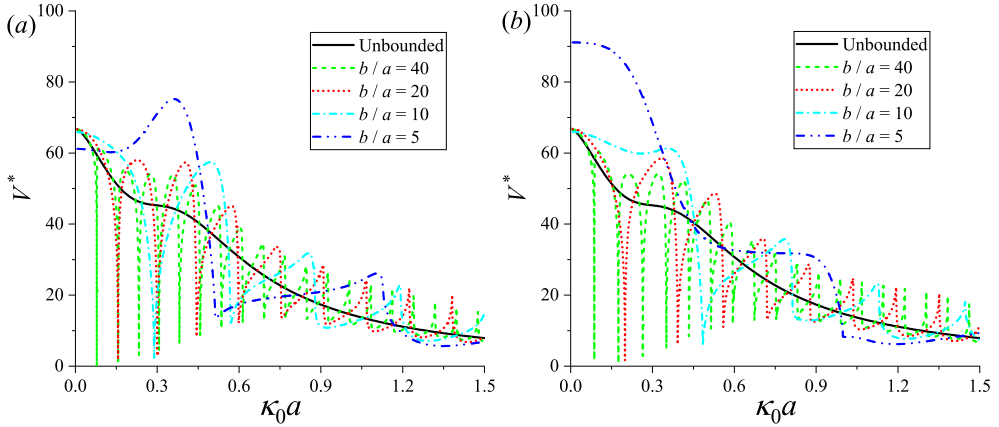 (a)
100
80
60
40
20
0
V*
Unbounded
b / a = 40
b / a = 20
b / a = 10
b / a = 5
0.0 0.3 0.6 0.9 1.2 1.5
κ₀a
(b)
100
80
60
40
20
0
V*
Unbounded
b / a = 40
b / a = 20
b / a = 10
b / a = 5
0.0 0.3 0.6 0.9 1.2 1.5
κ₀a